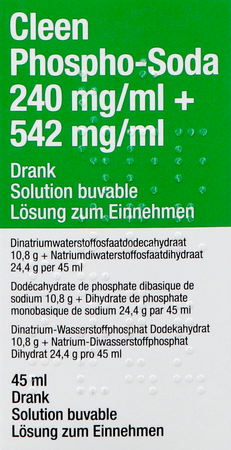 Cleen
Phospho-Soda
240 mg/ml +
542 mg/ml
Drank
Solution buvable
Lösung zum Einnehmen
Dinatriumwaterstoffosfaatdodecahydraat
10,8 g + Natriumdiwaterstoffosfaatdihydraat
24,4 g per 45 ml
Dodécahydrate de phosphate dibasique de
sodium 10,8 g + Dihydrate de phosphate
monobasique de sodium 24,4 g par 45 ml
Dinatrium-Wasserstoffphosphat Dodekahydrat
10,8 g + Natrium-Diwasserstoffphosphat
Dihydrat 24,4 g pro 45 ml
45 ml
Drank
Solution buvable
Lösung zum Einnehmen